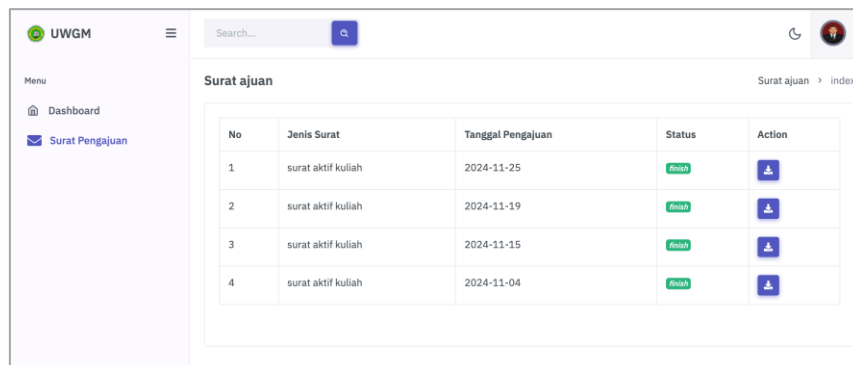 UWGM
Search...
Menu
Dashboard
Surat Pengajuan
Surat ajuan
Surat ajuan > index
No Jenis Surat Tanggal Pengajuan Status Action
1 surat aktif kuliah 2024-11-25 finish
2 surat aktif kuliah 2024-11-19 finish
3 surat aktif kuliah 2024-11-15 finish
4 surat aktif kuliah 2024-11-04 finish